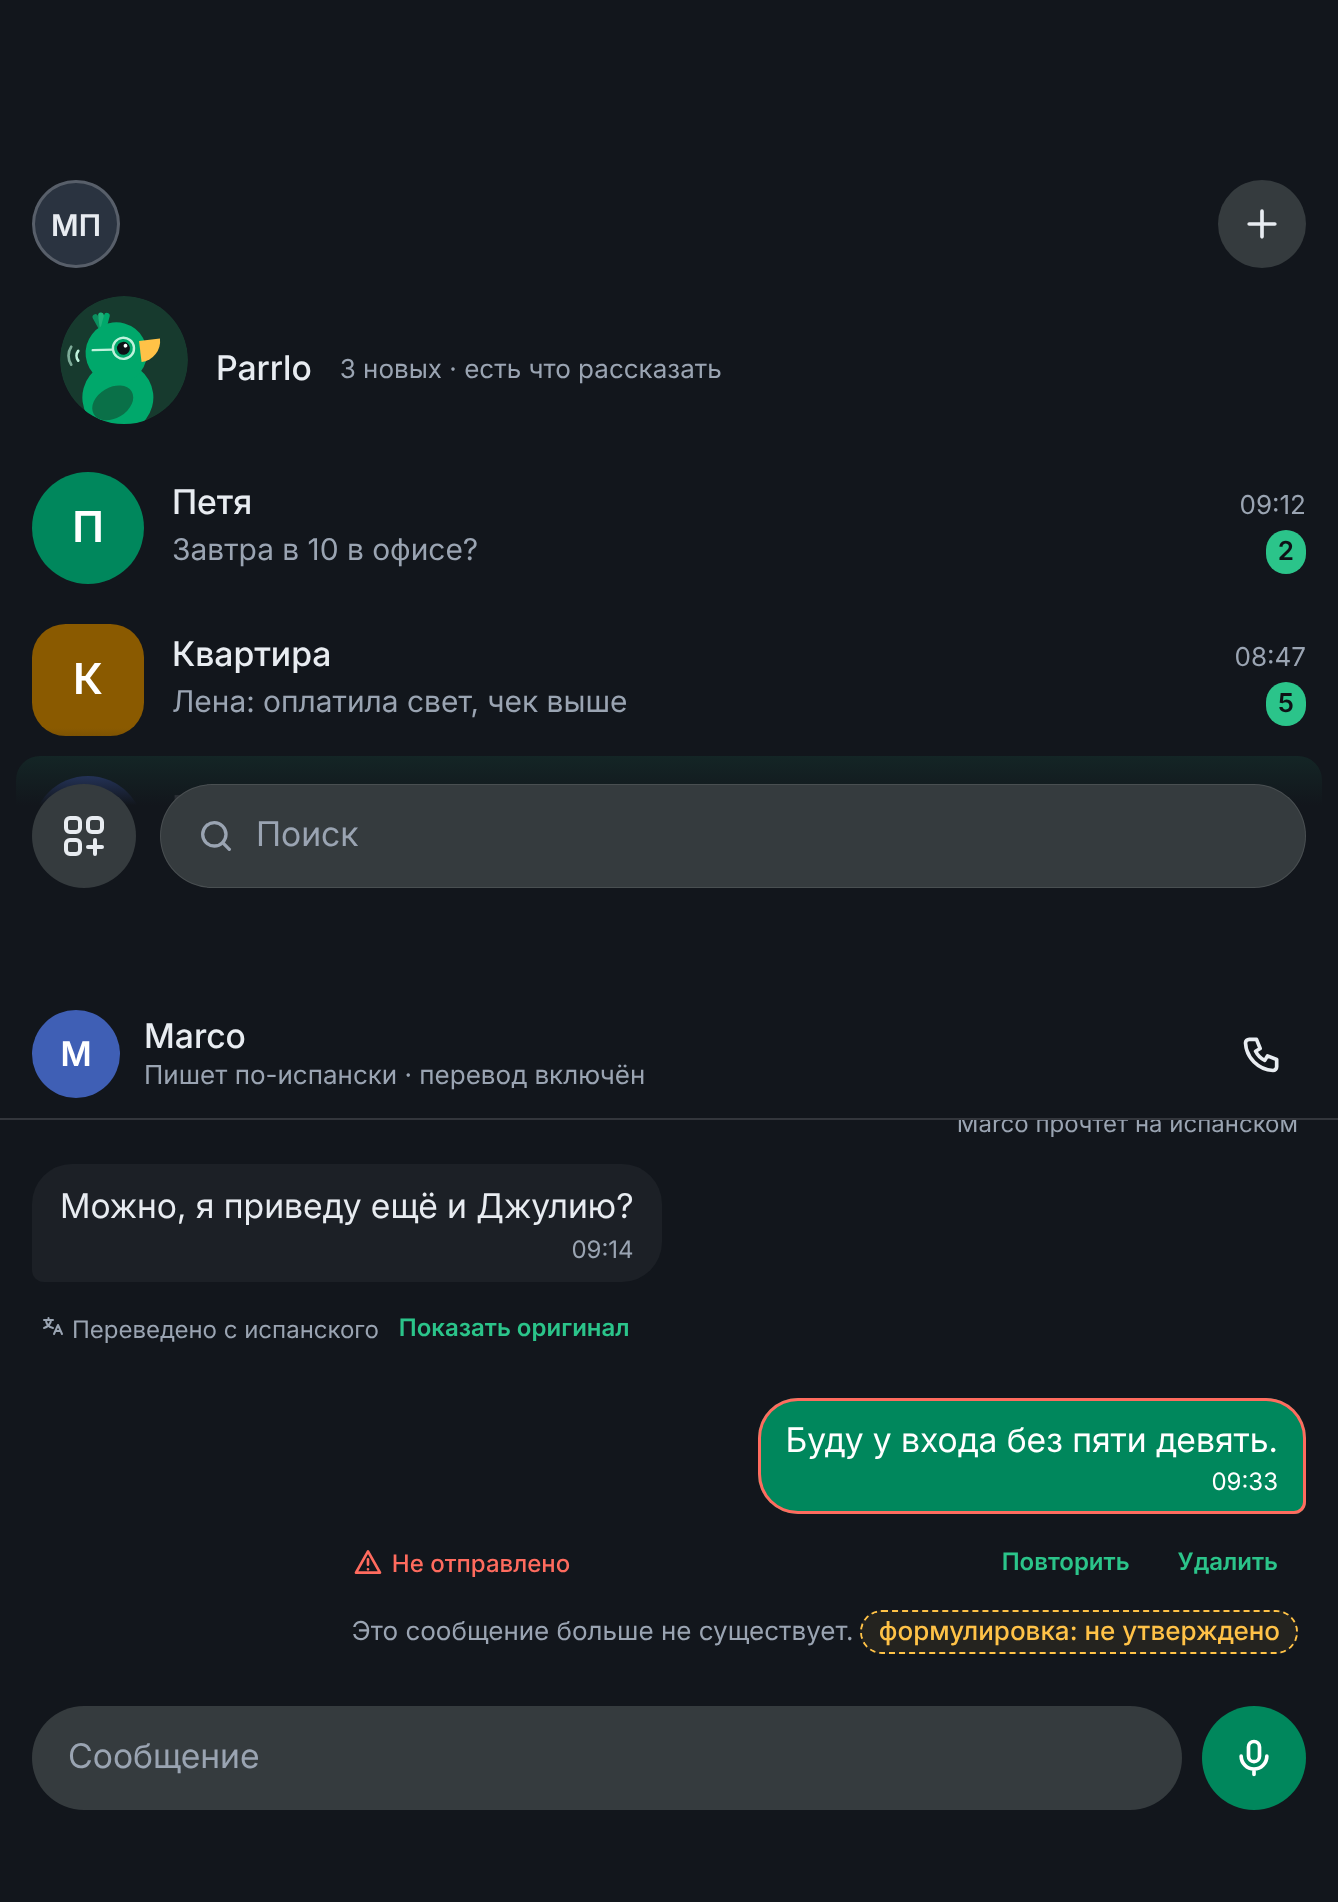 МП
Parrlo 3 новых · есть что рассказать
П
Петя
09:12
Завтра в 10 в офисе?
2
К
Квартира
08:47
Лена: оплатила свет, чек выше
5
Поиск
M
Marco
Пишет по-испански · перевод включён
Marco прочтёт на испанском
Можно, я приведу ещё и Джулию?
09:14
Переведено с испанского Показать оригинал
Буду у входа без пяти девять.
09:33
Не отправлено Повторить Удалить
Это сообщение больше не существует. формулировка: не утверждено
Сообщение